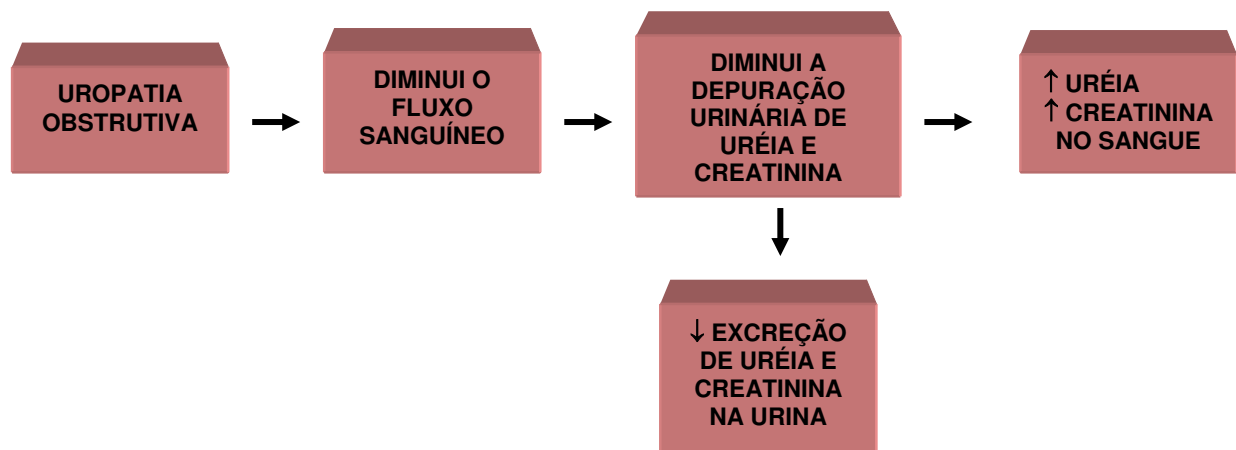 UROPATIA
OBSTRUTIVA
DIMINUI O
FLUXO
SANGUÍNEO
DIMINUI A
DEPURAÇÃO
URINÁRIA DE
URÉIA E
CREATININA
↑ URÉIA
↑ CREATININA
NO SANGUE
↓ EXCREÇÃO
DE URÉIA E
CREATININA
NA URINA